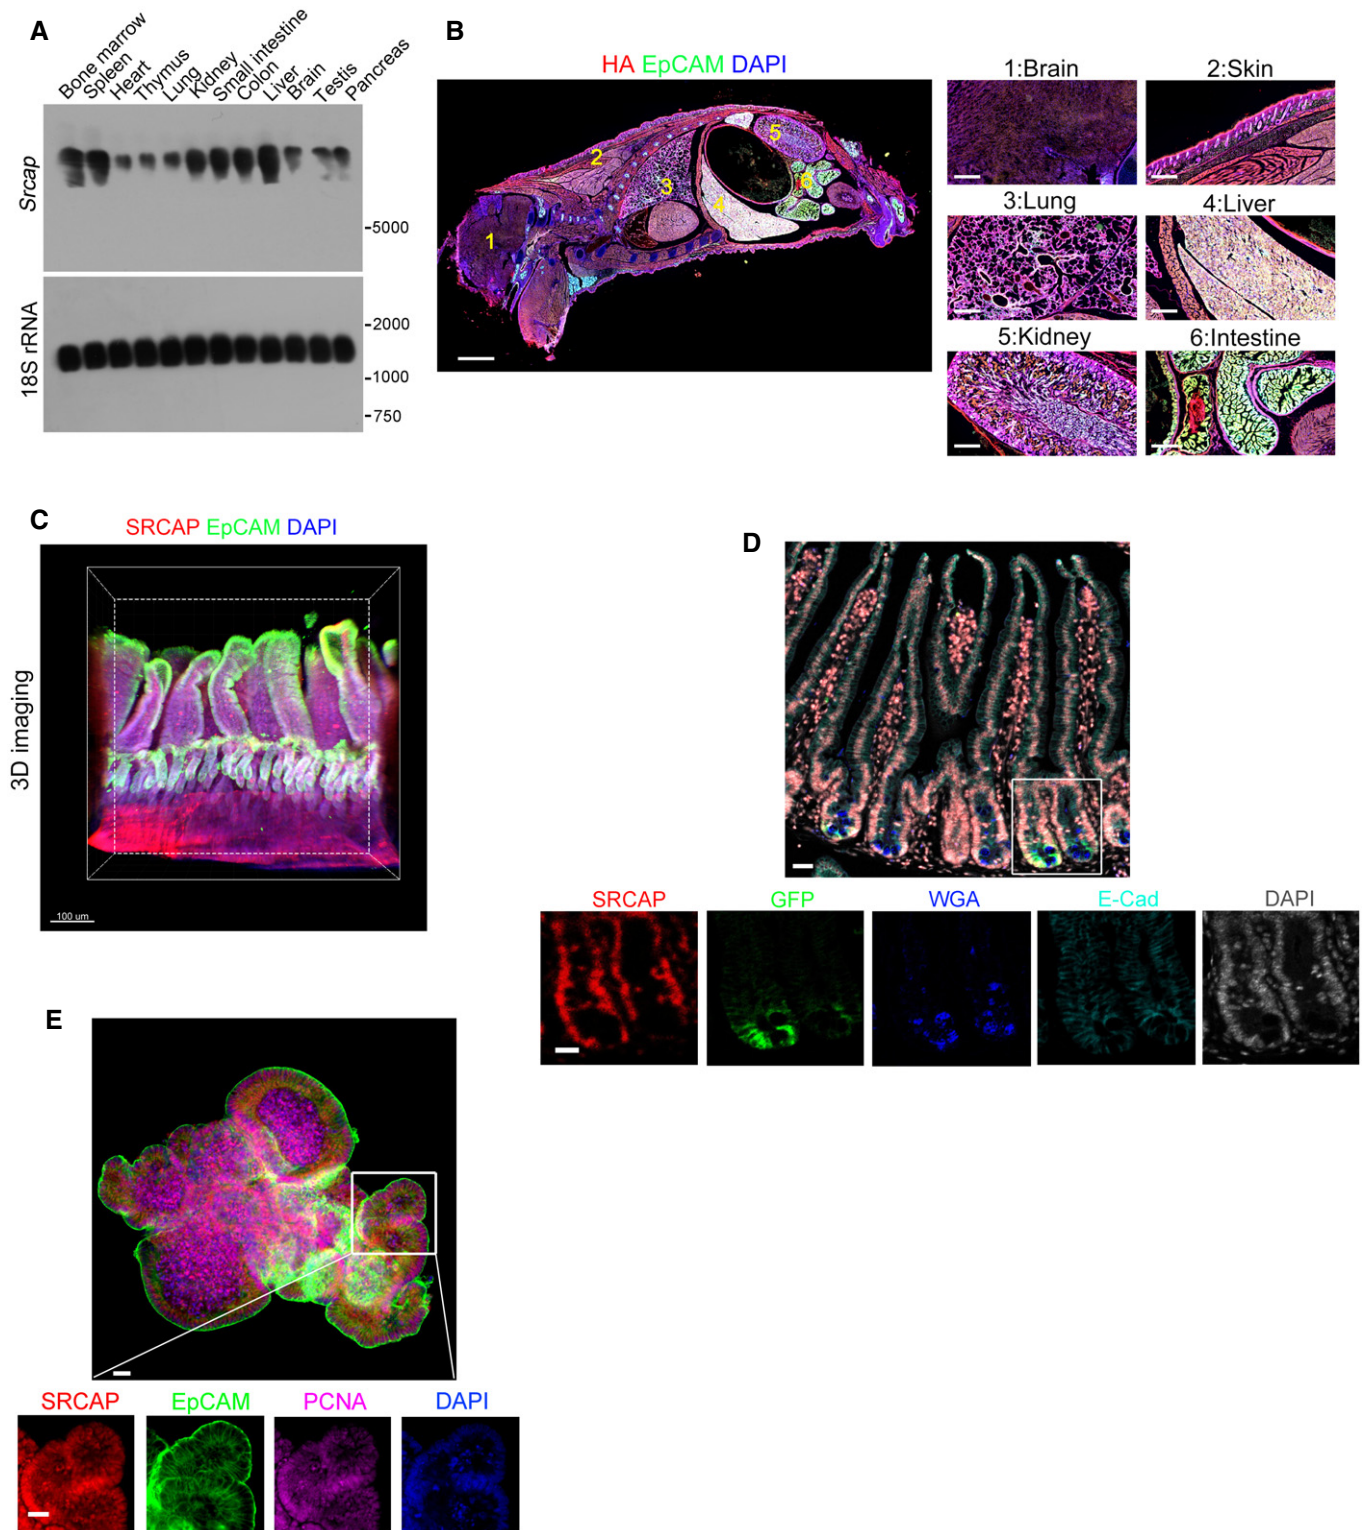 A
Bone marrow
Spleen
Heart
Thymus
Lung
Kidney
Small intestine
Colon
Liver
Brain
Testis
Pancreas
Srcap
-5000
18S rRNA
-2000
-1000
-750
B
HA EpCAM DAPI
1
2
3
4
5
6
1:Brain
2:Skin
3:Lung
4:Liver
5:Kidney
6:Intestine
C
SRCAP EpCAM DAPI
3D imaging
100 um
D
SRCAP GFP WGA E-Cad DAPI
E
SRCAP EpCAM PCNA DAPI